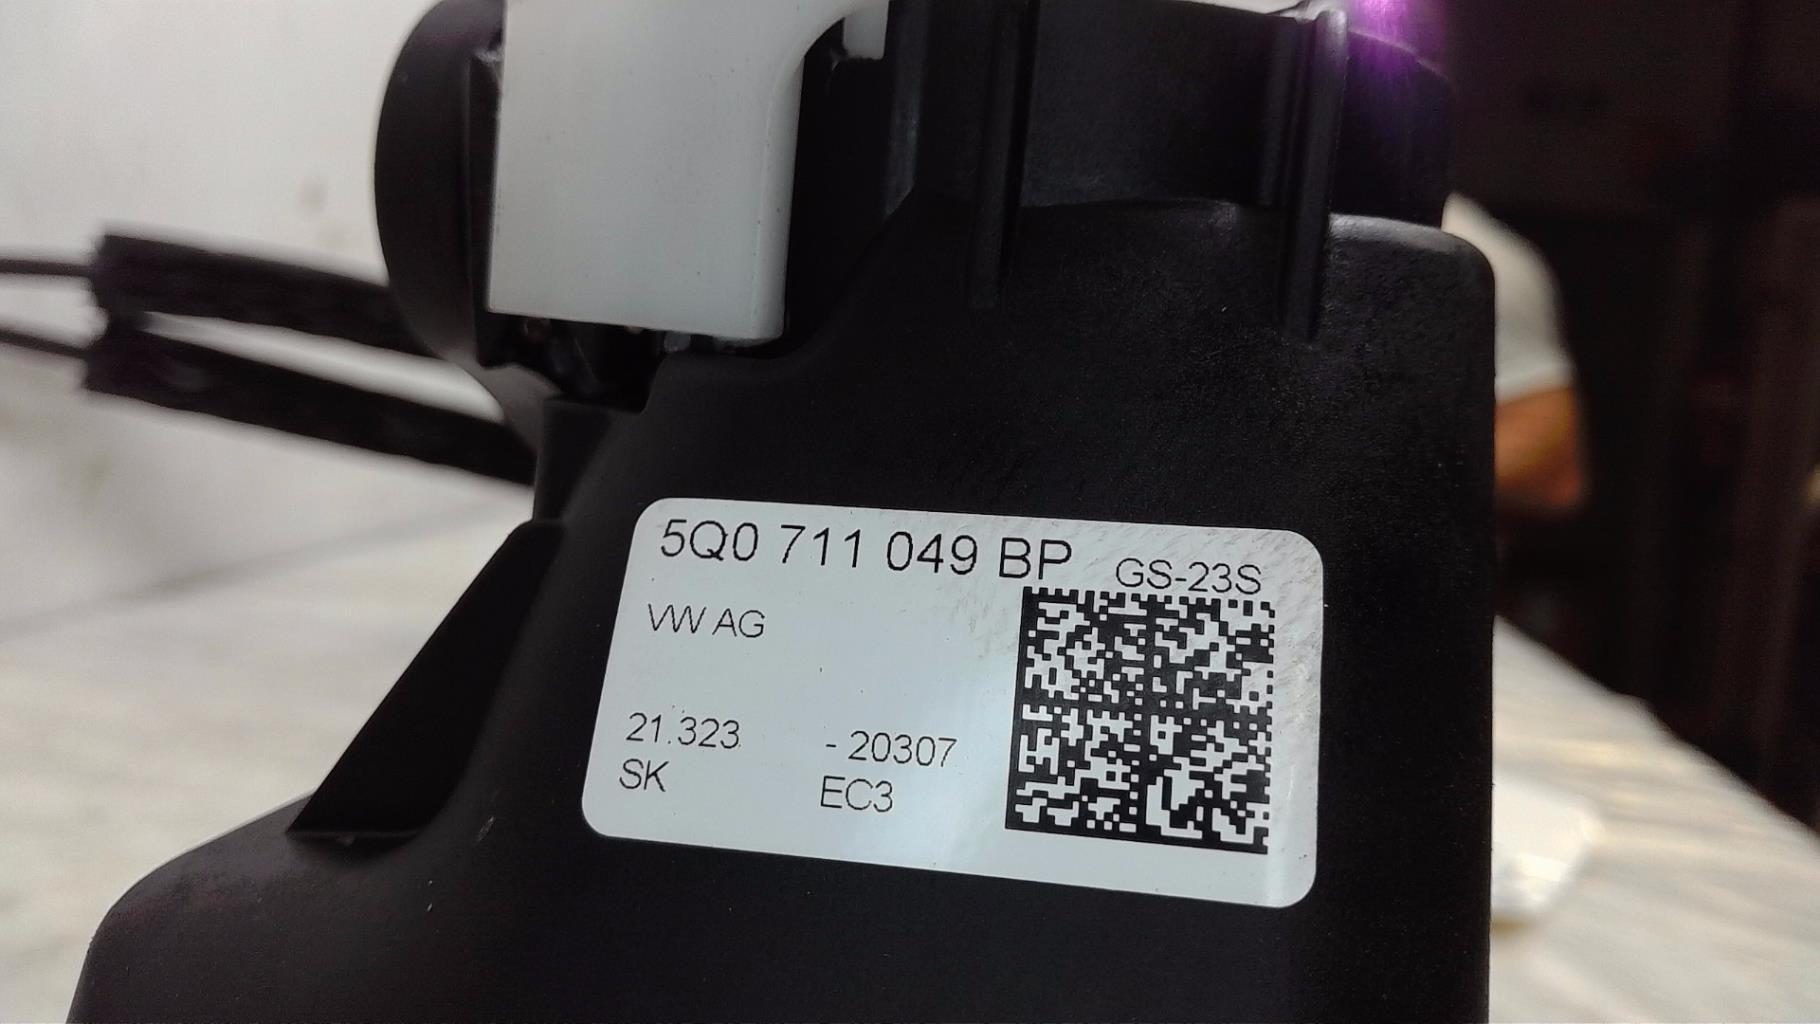 5Q0 711 049 BP GS-23S
VW AG
21.323 - 20307
SK EC3